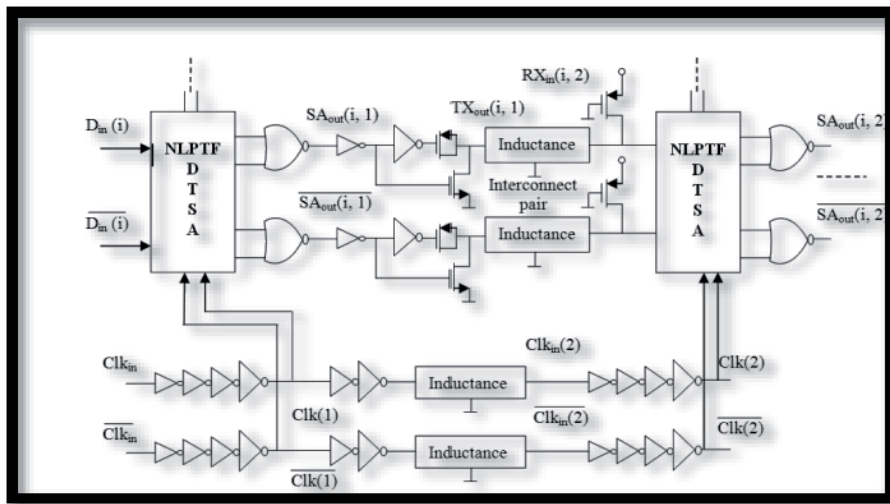 RXin(i, 2)
Din (i)
SAout(i, 1)
TXout(i, 1)
SAout(i, 2)
NLPTF
D
T
S
A
Inductance
NLPTF
D
T
S
A
Interconnect
pair
Din (i)
SAout(i, 1)
Inductance
SAout(i, 2)
Clkin
Clkin(2)
Clk(2)
Inductance
Clk(1)
Clkin(2)
Clkin
Clk(2)
Inductance
Clk(1)